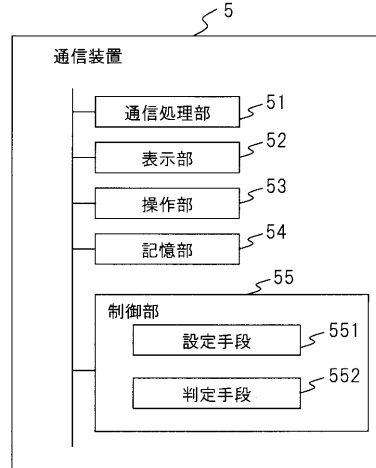 5
通信装置
通信処理部 51
表示部 52
操作部 53
記憶部 54
55
制御部
設定手段 551
判定手段 552